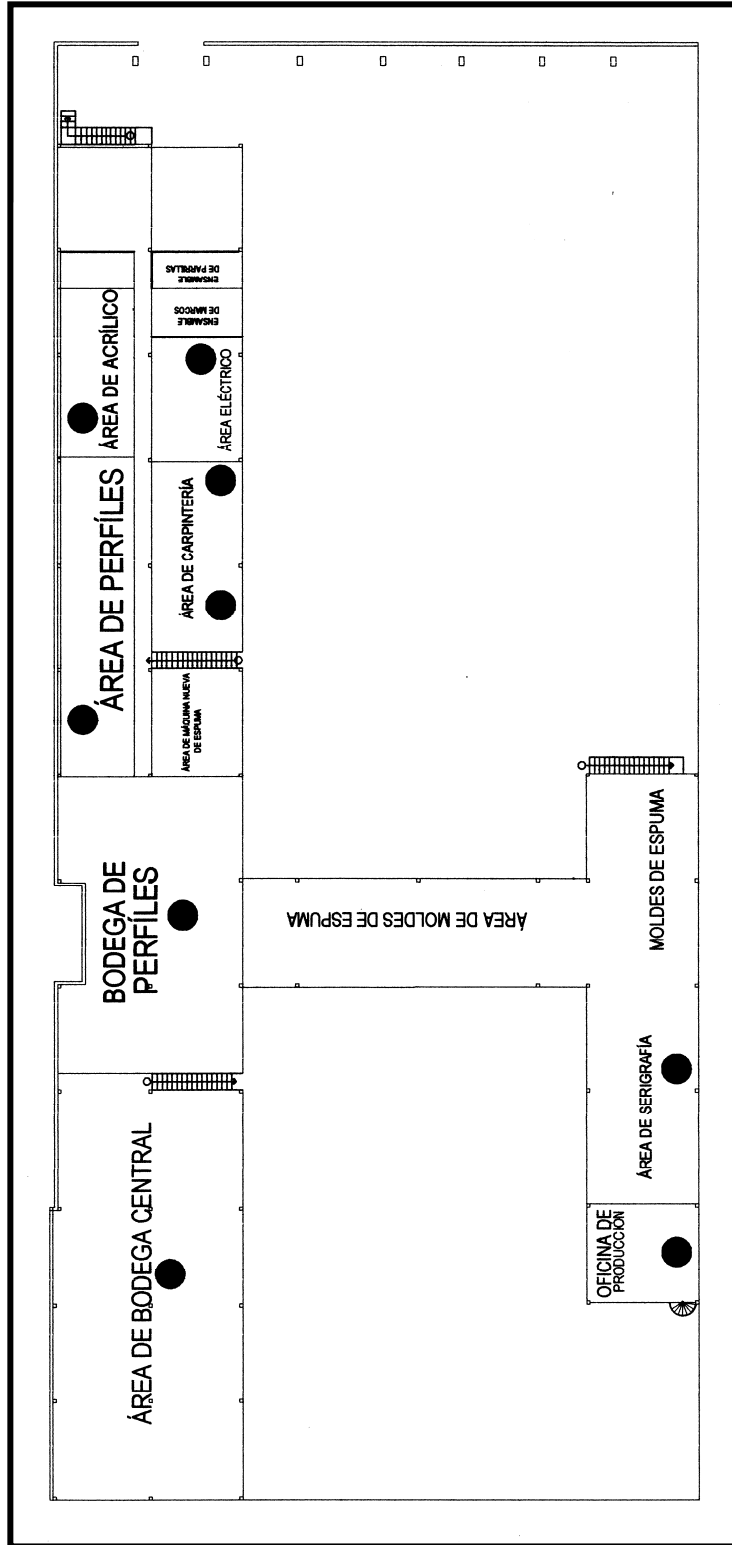 ENSAMBLE
DE PARRILLAS
ENSAMBLE
DE MARCOS
ÁREA DE ACRÍLICO
ÁREA ELÉCTRICO
ÁREA DE PERFÍLES
ÁREA DE CARPINTERÍA
ÁREA DE MÁQUINA NUEVA
DE ESPUMA
BODEGA DE
PERFÍLES
ÁREA DE MOLDES DE ESPUMA
MOLDES DE ESPUMA
ÁREA DE SERIGRAFÍA
ÁREA DE BODEGA CENTRAL
OFICINA DE
PRODUCCION